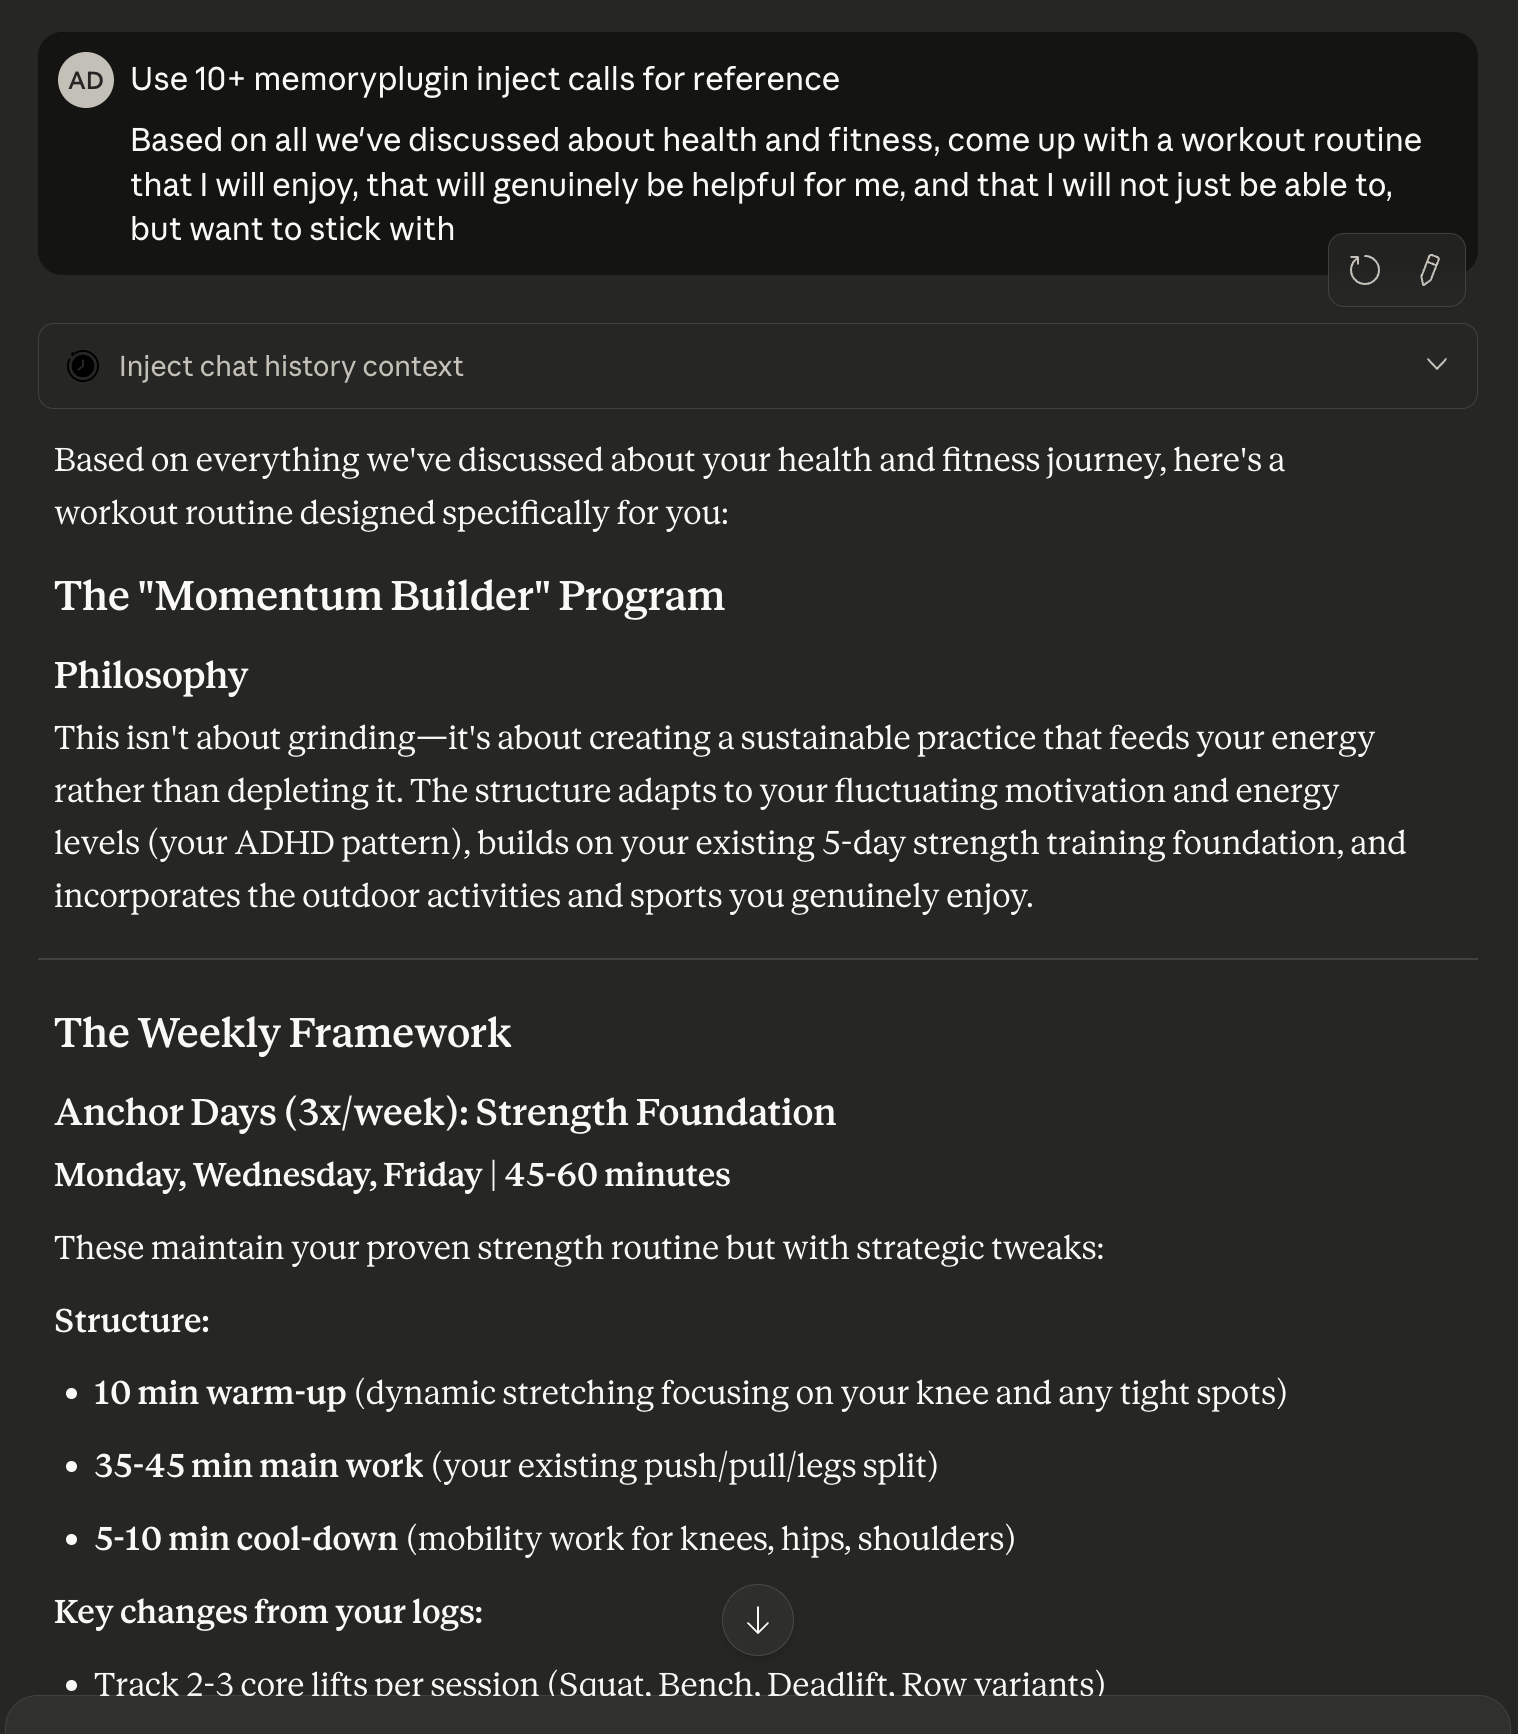 AD
Use 10+ memoryplugin inject calls for reference
Based on all we've discussed about health and fitness, come up with a workout routine
that I will enjoy, that will genuinely be helpful for me, and that I will not just be able to,
but want to stick with
Inject chat history context
Based on everything we've discussed about your health and fitness journey, here's a
workout routine designed specifically for you:
The "Momentum Builder" Program
Philosophy
This isn't about grinding—it's about creating a sustainable practice that feeds your energy
rather than depleting it. The structure adapts to your fluctuating motivation and energy
levels (your ADHD pattern), builds on your existing 5-day strength training foundation, and
incorporates the outdoor activities and sports you genuinely enjoy.
The Weekly Framework
Anchor Days (3x/week): Strength Foundation
Monday, Wednesday, Friday | 45-60 minutes
These maintain your proven strength routine but with strategic tweaks:
Structure:
• 10 min warm-up (dynamic stretching focusing on your knee and any tight spots)
• 35-45 min main work (your existing push/pull/legs split)
• 5-10 min cool-down (mobility work for knees, hips, shoulders)
Key changes from your logs:
• Track 2-3 core lifts per session (Squat, Bench, Deadlift, Row variants)